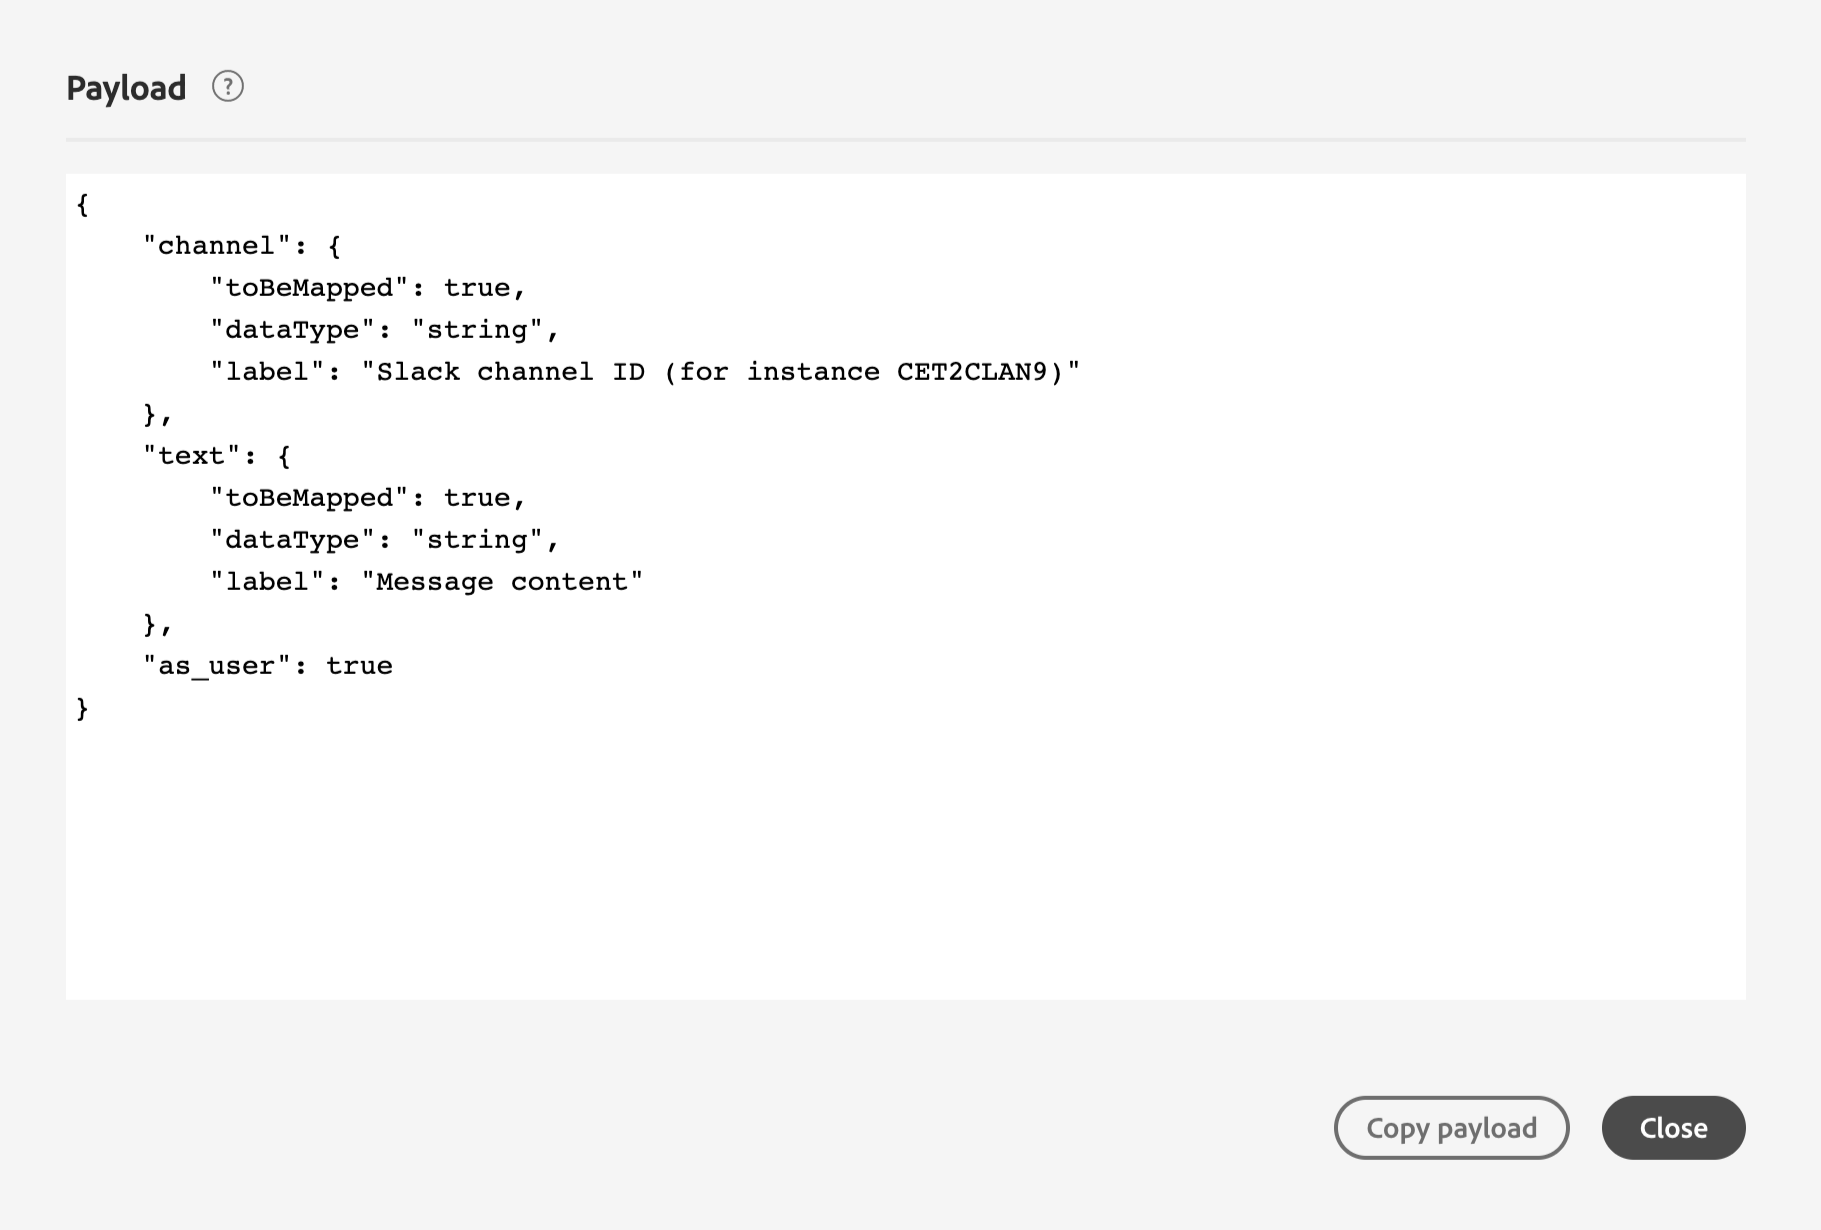 Payload ?
{
    "channel": {
        "toBeMapped": true,
        "dataType": "string",
        "label": "Slack channel ID (for instance CET2CLAN9)"
    },
    "text": {
        "toBeMapped": true,
        "dataType": "string",
        "label": "Message content"
    },
    "as_user": true
}
Copy payload Close